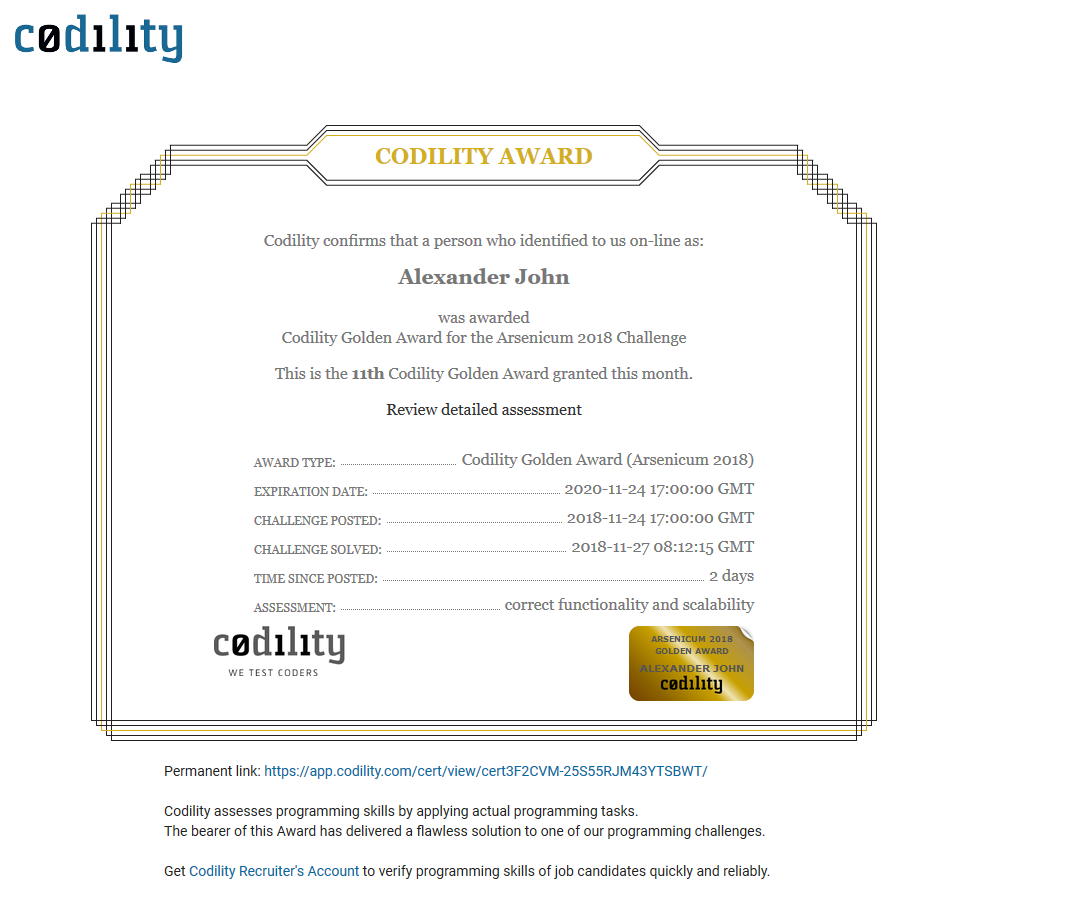 codility
CODILITY AWARD
Codility confirms that a person who identified to us on-line as:
Alexander John
was awarded
Codility Golden Award for the Arsenicum 2018 Challenge
This is the 11th Codility Golden Award granted this month.
Review detailed assessment
AWARD TYPE: Codility Golden Award (Arsenicum 2018)
EXPIRATION DATE: 2020-11-24 17:00:00 GMT
CHALLENGE POSTED: 2018-11-24 17:00:00 GMT
CHALLENGE SOLVED: 2018-11-27 08:12:15 GMT
TIME SINCE POSTED: 2 days
ASSESSMENT: correct functionality and scalability
codility
WE TEST CODERS
ARSENICUM 2018
GOLDEN AWARD
ALEXANDER JOHN
codility
Permanent link: https://app.codility.com/cert/view/cert3F2CVM-25S55RJM43YTSBWT/
Codility assesses programming skills by applying actual programming tasks.
The bearer of this Award has delivered a flawless solution to one of our programming challenges.
Get Codility Recruiter's Account to verify programming skills of job candidates quickly and reliably.